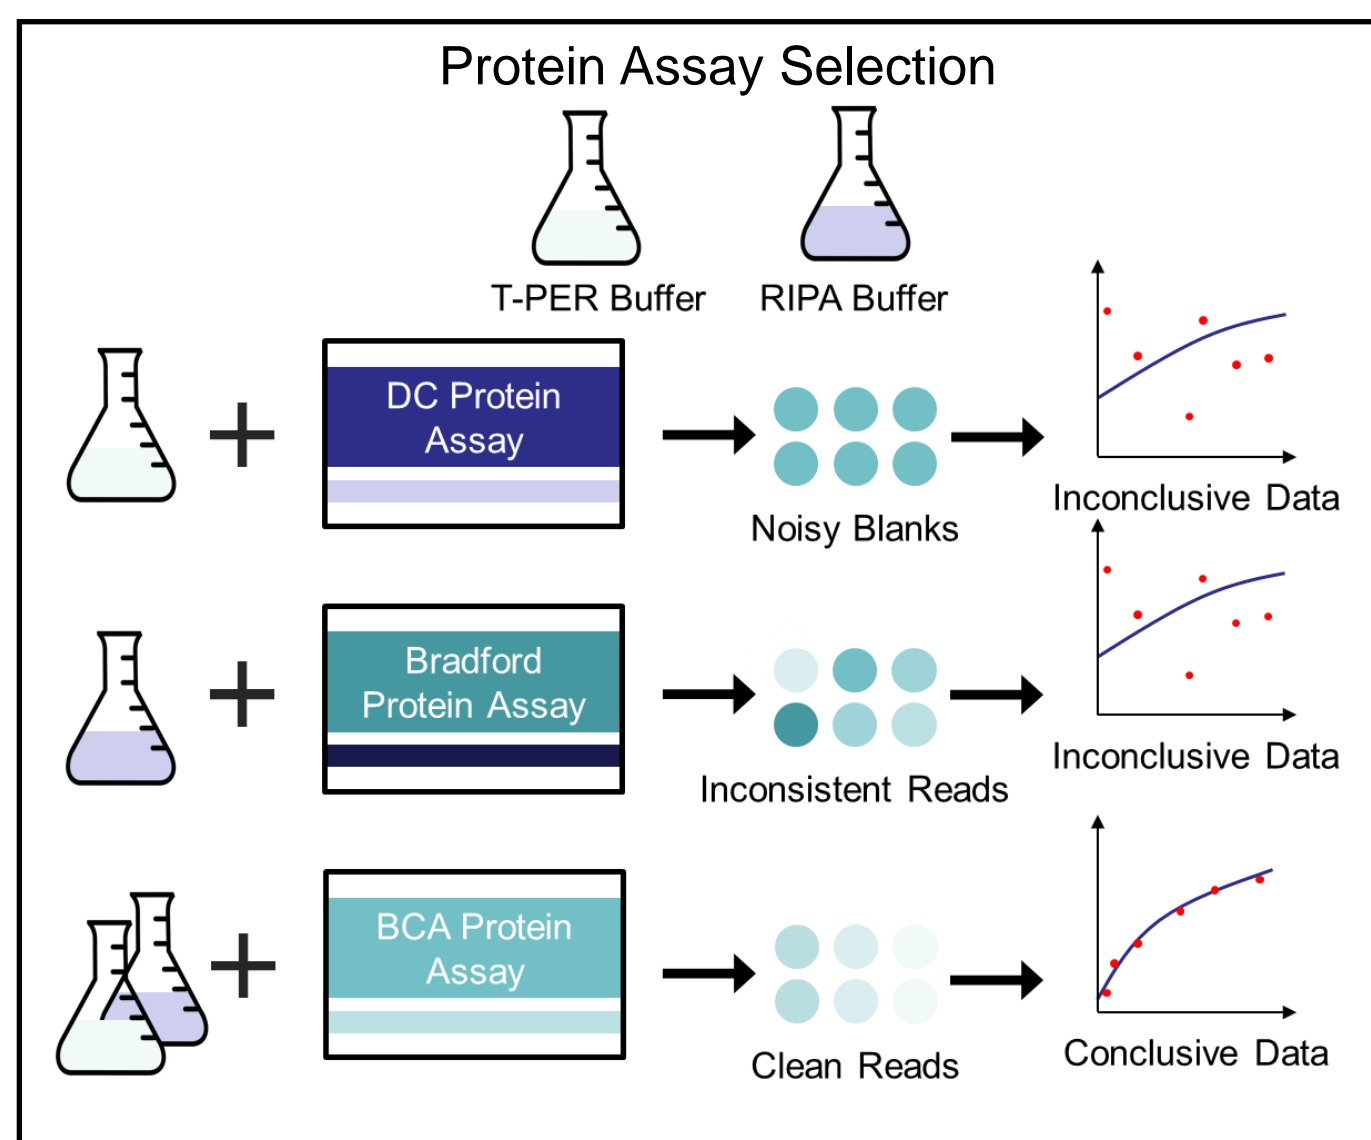 Protein Assay Selection
T-PER Buffer
RIPA Buffer
DC Protein
Assay
Noisy Blanks
Inconclusive Data
Bradford
Protein Assay
Inconsistent Reads
Inconclusive Data
BCA Protein
Assay
Clean Reads
Conclusive Data